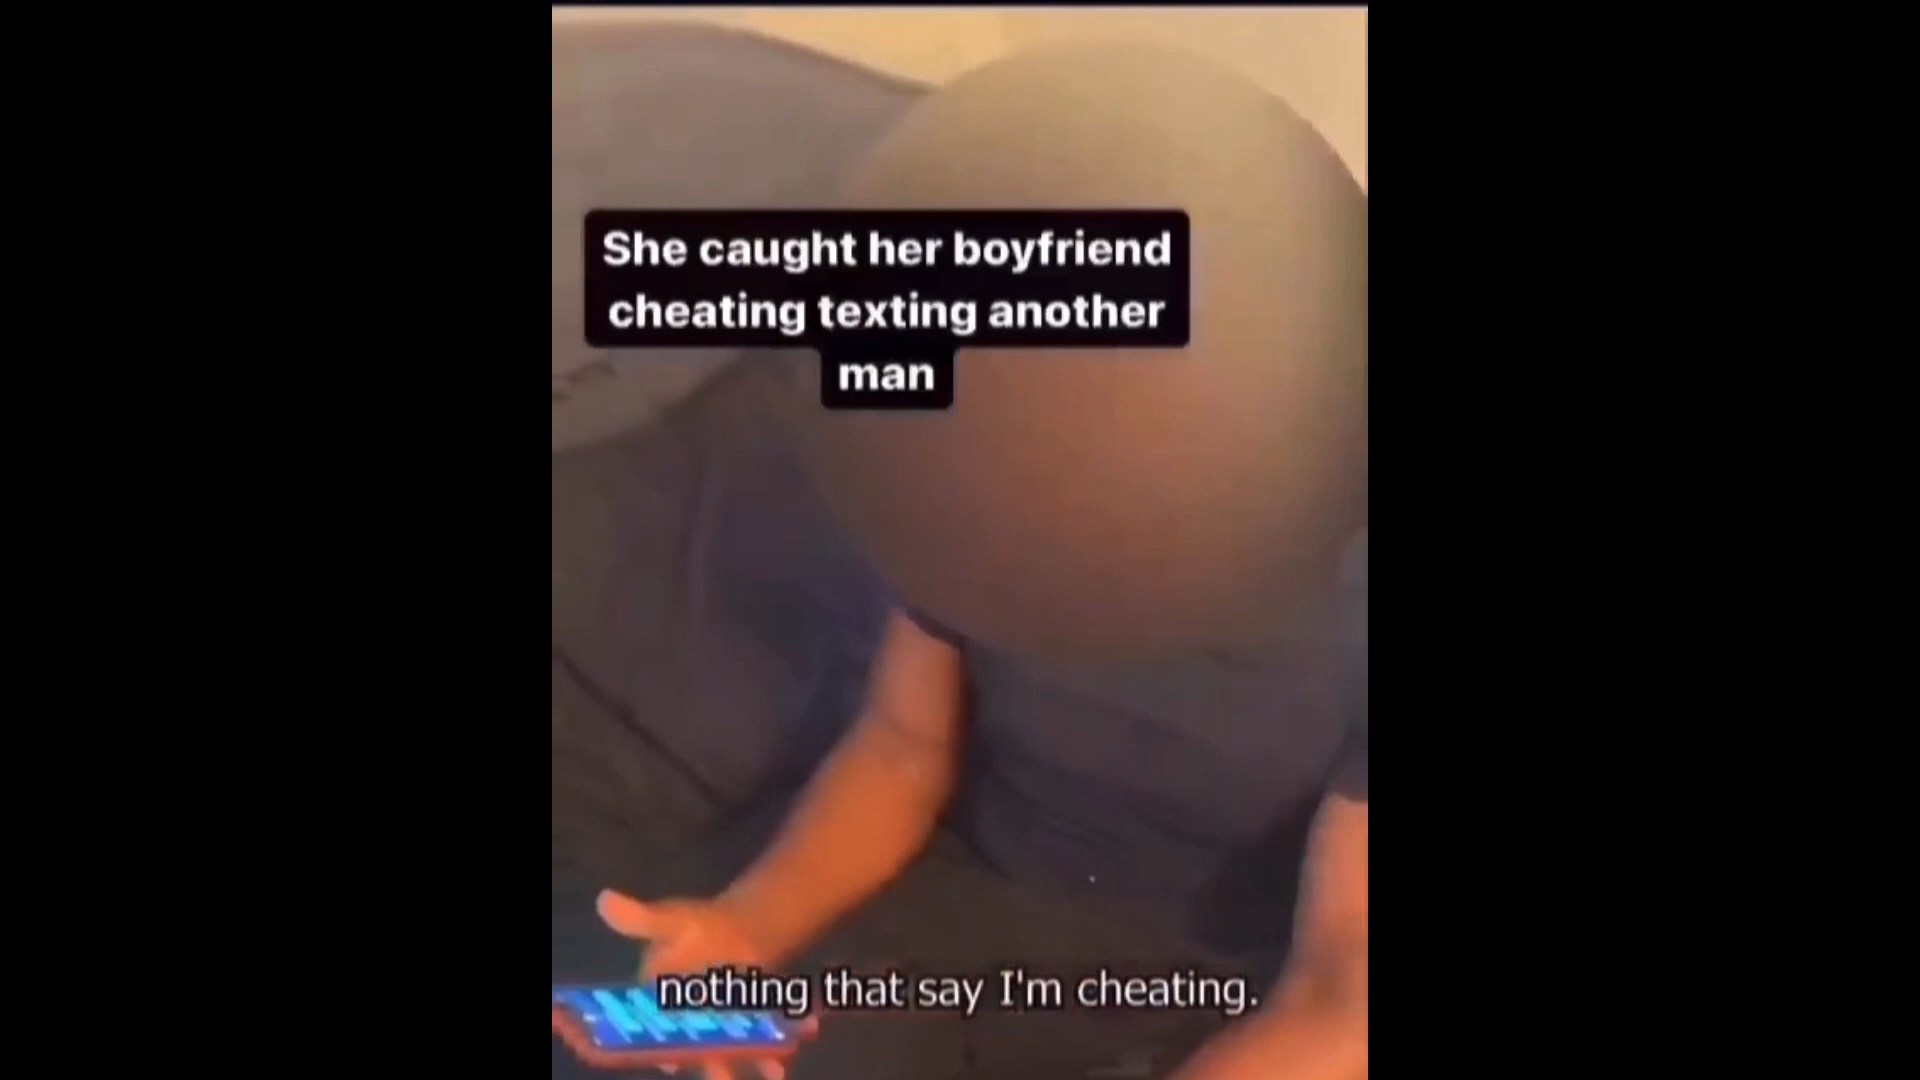 She caught her boyfriend
cheating texting another
man
nothing that say I'm cheating.